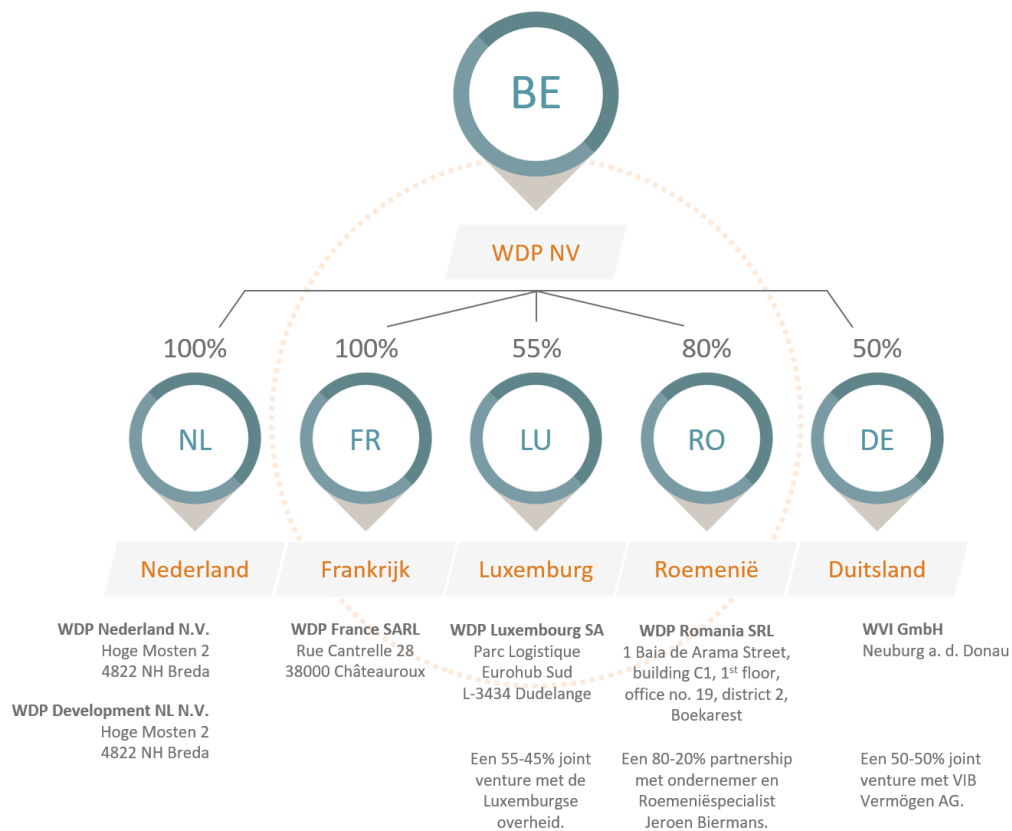 BE
WDP NV
100%
100%
55%
80%
50%
NL
FR
LU
RO
DE
Nederland
Frankrijk
Luxemburg
Roemenië
Duitsland
WDP Nederland N.V.
Hoge Mosten 2
4822 NH Breda
WDP Development NL N.V.
Hoge Mosten 2
4822 NH Breda
WDP France SARL
Rue Cantrelle 28
38000 Châteauroux
WDP Luxembourg SA
Parc Logistique
Eurohub Sud
L-3434 Dudelange
Een 55-45% joint
venture met de
Luxemburgse
overheid.
WDP Romania SRL
1 Baia de Arama Street,
building C1, 1st floor,
office no. 19, district 2,
Boekarest
Een 80-20% partnership
met ondernemer en
Roemeniëspecialist
Jeroen Biermans.
WVI GmbH
Neuburg a. d. Donau
Een 50-50% joint
venture met VIB
Vermögen AG.